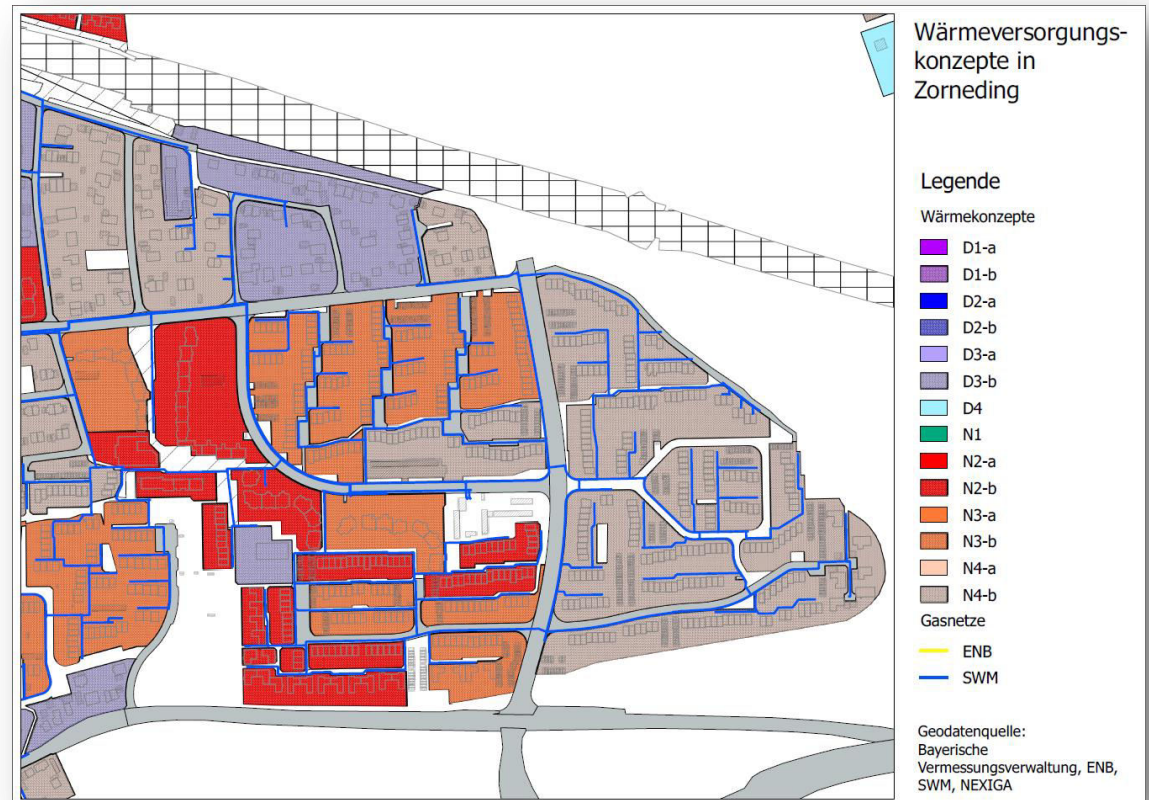 Wärmeversorgungs-
konzepte in
Zorneding
Legende
Wärmekonzepte
D1-a
D1-b
D2-a
D2-b
D3-a
D3-b
D4
N1
N2-a
N2-b
N3-a
N3-b
N4-a
N4-b
Gasnetze
ENB
SWM
Geodatenquelle:
Bayerische
Vermessungsverwaltung, ENB,
SWM, NEXIGA